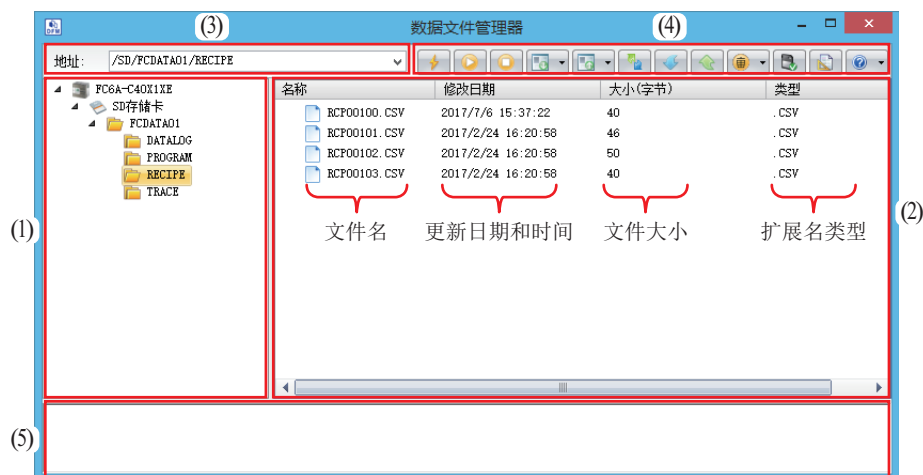 (3)
(4)
DFM
数据文件管理器
地址: /SD/FCDATA01/RECIPE
FC6A-C40X1XE
SD存储卡
FCDATA01
DATALOG
PROGRAM
RECIPE
TRACE
名称 修改日期 大小(字节) 类型
RCP00100.CSV 2017/7/6 15:37:22 40 .CSV
RCP00101.CSV 2017/2/24 16:20:58 46 .CSV
RCP00102.CSV 2017/2/24 16:20:58 50 .CSV
RCP00103.CSV 2017/2/24 16:20:58 40 .CSV
文件名 更新日期和时间 文件大小 扩展名类型
(1)
(2)
(5)